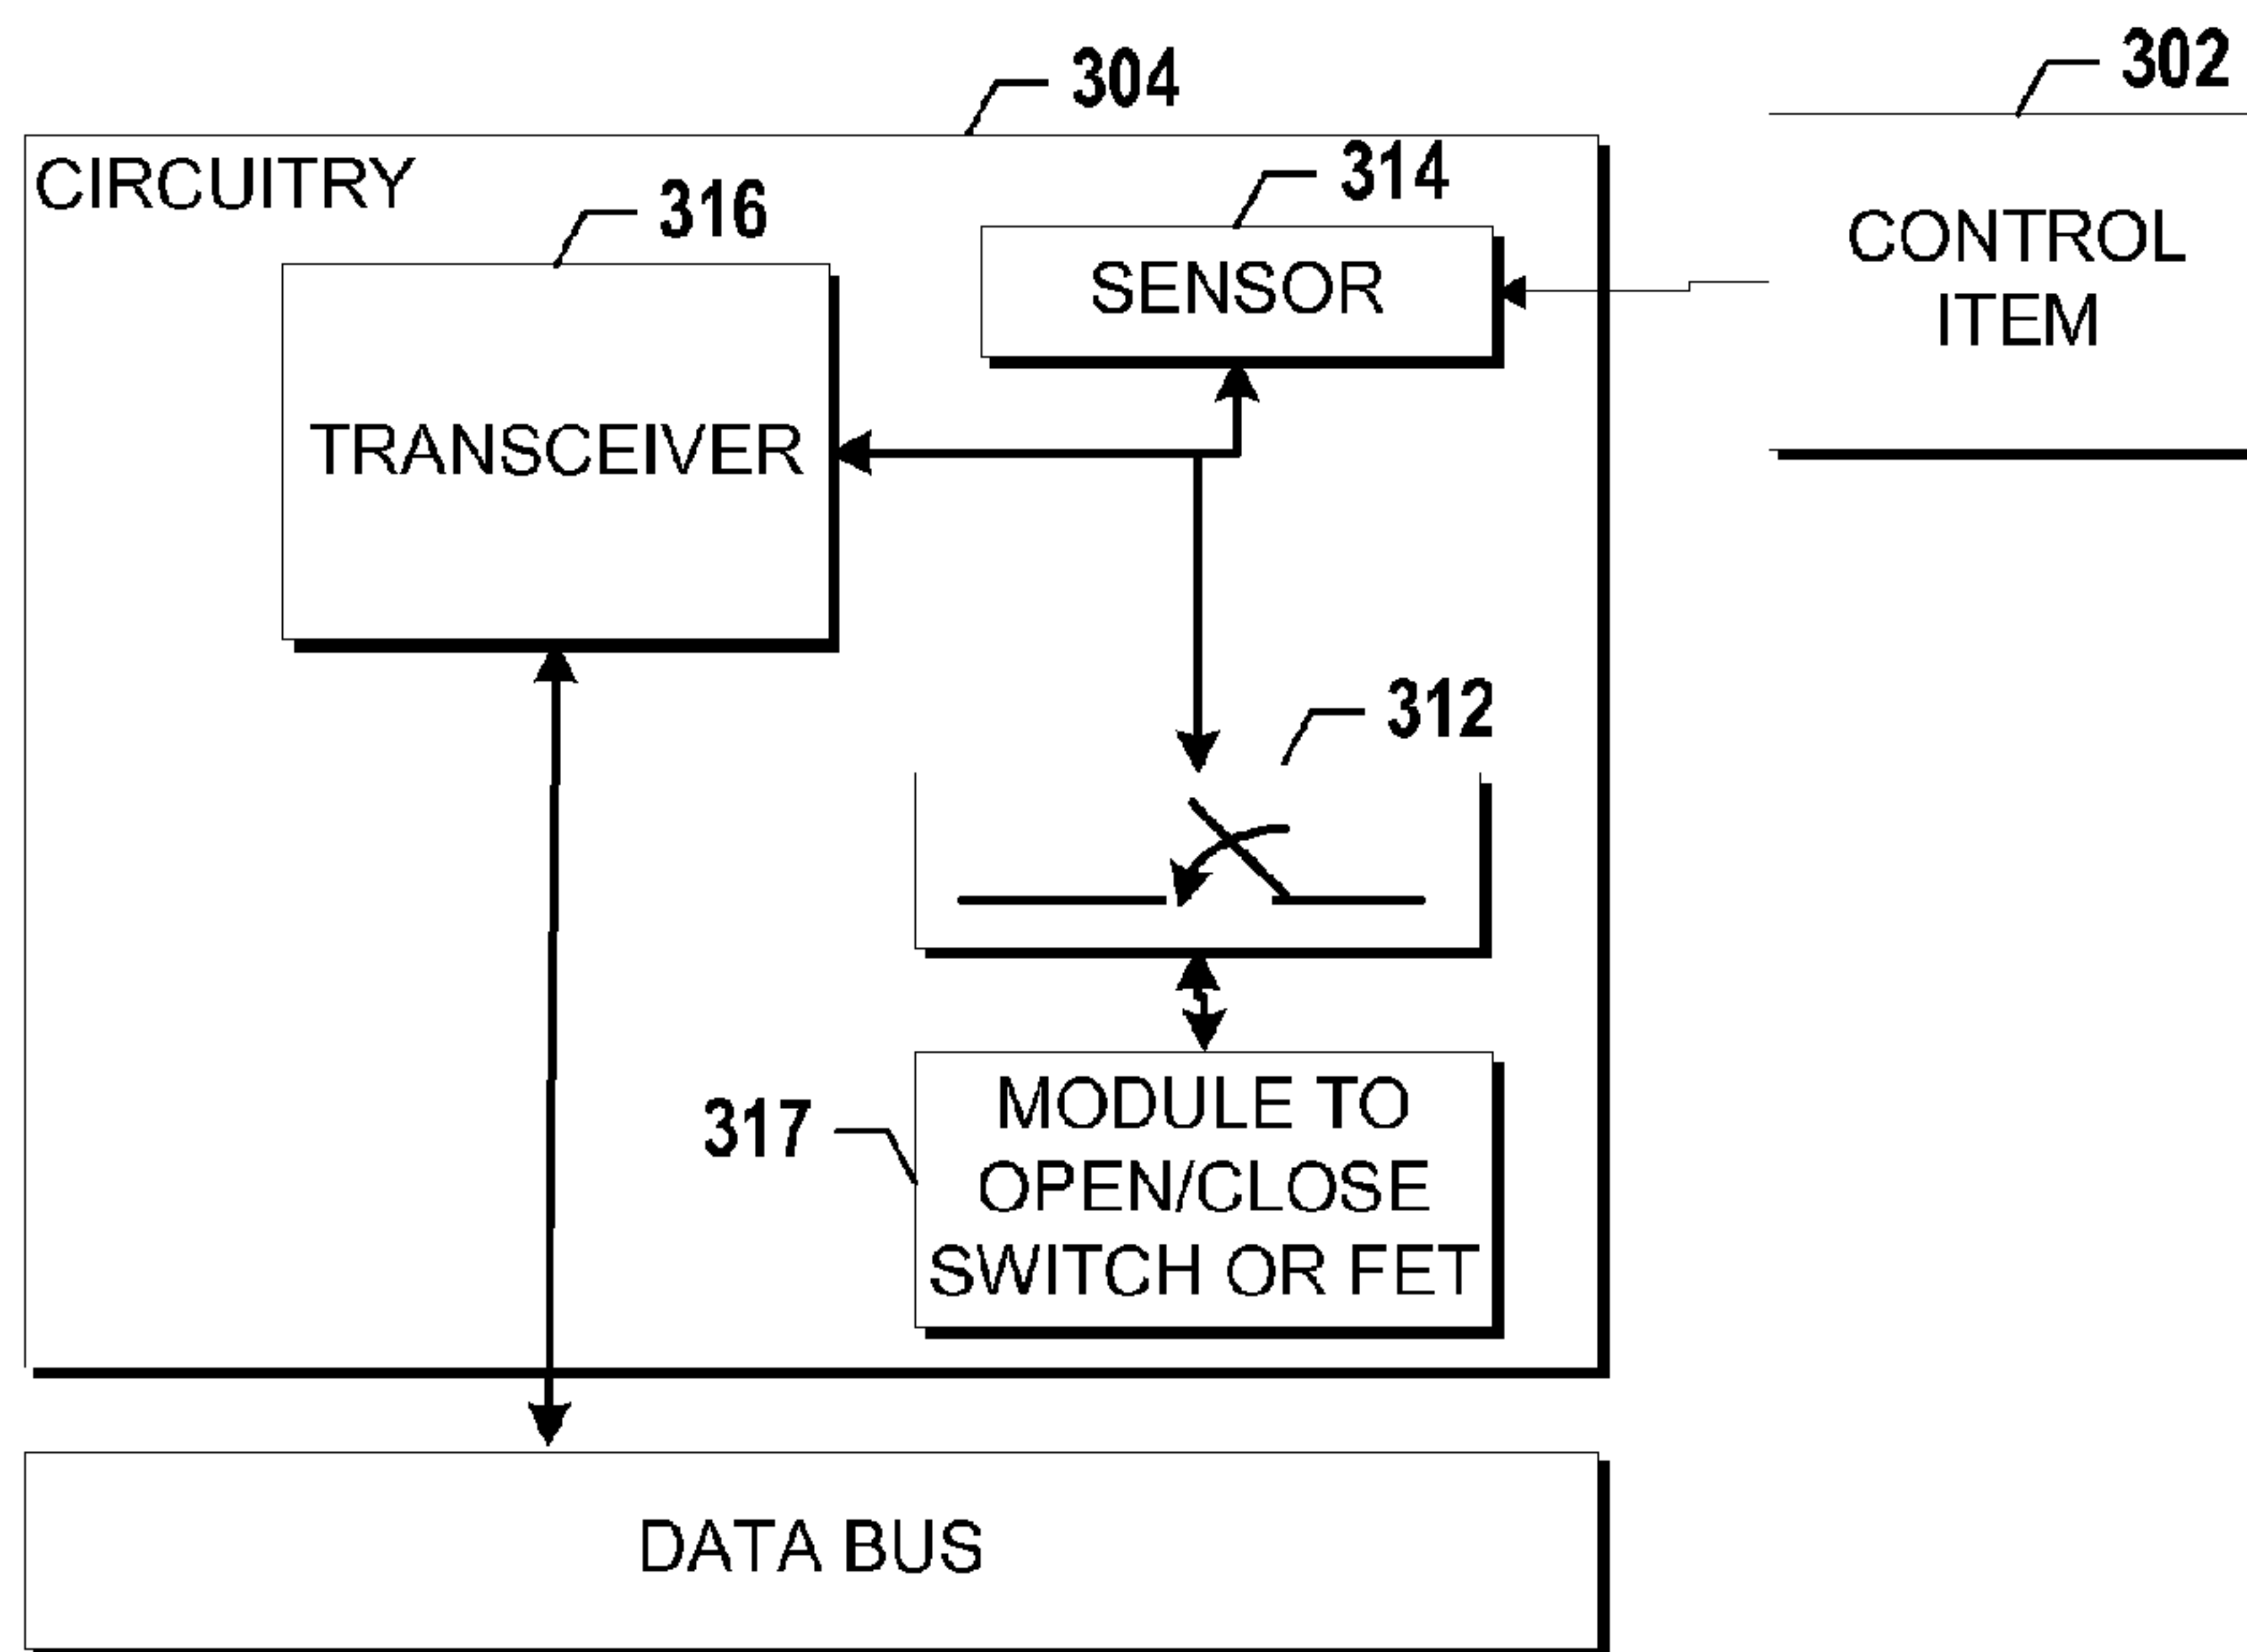 304
302
CIRCUITRY
316
314
SENSOR
CONTROL
ITEM
TRANSCEIVER
312
317
MODULE TO
OPEN/CLOSE
SWITCH OR FET
DATA BUS